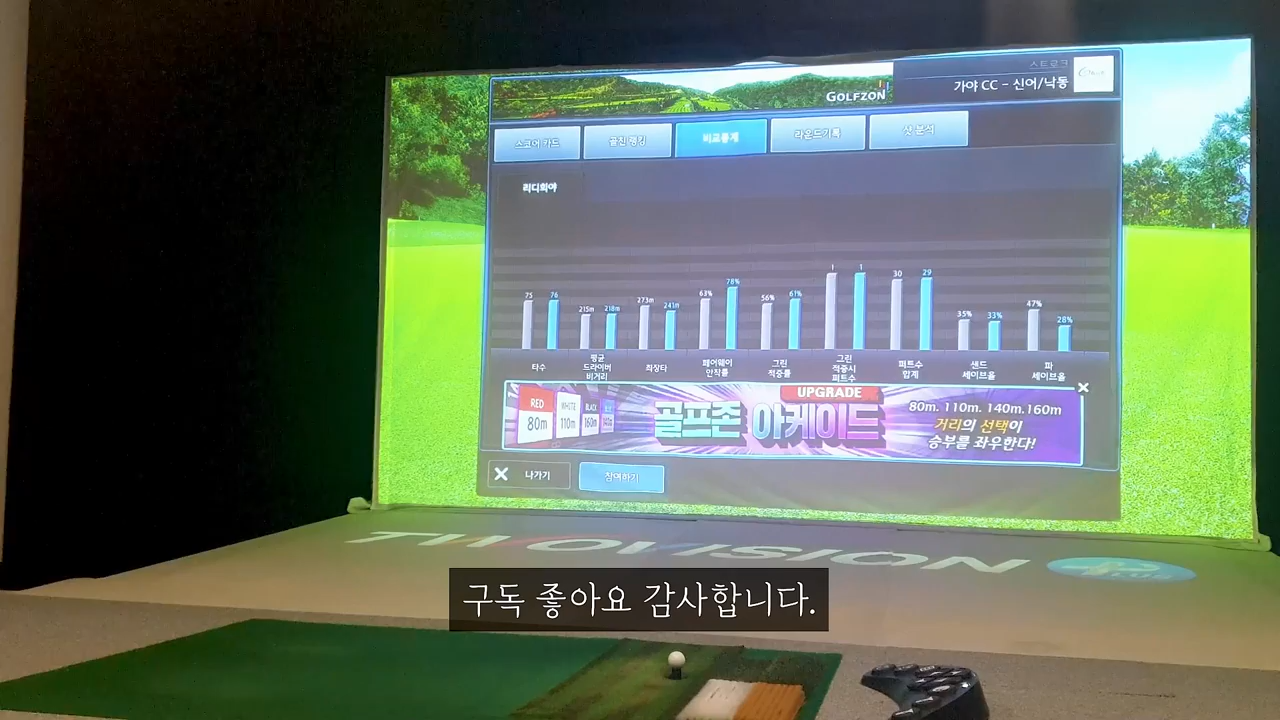 스트로크
가야 CC - 신어/낙동
GOLFZON
스코어 카드
골친 랭킹
비교통계
라운드기록
샷 분석
리디희야
75
76
215m
218m
273m
241m
63%
78%
56%
61%
1
1
30
29
35%
33%
47%
28%
타수
평균
드라이버
비거리
최장타
페어웨이
안착률
그린
적중률
그린
적중시
퍼트수
퍼트수
합계
샌드
세이브율
파
세이브율
RED
80m
WHITE
110m
BLACK
160m
140m
골프존 아케이드
UPGRADE
80m. 110m. 140m.160m
거리의 선택이
승부를 좌우한다!
나가기
참여하기
TWOVISION
PLUS
구독 좋아요 감사합니다.